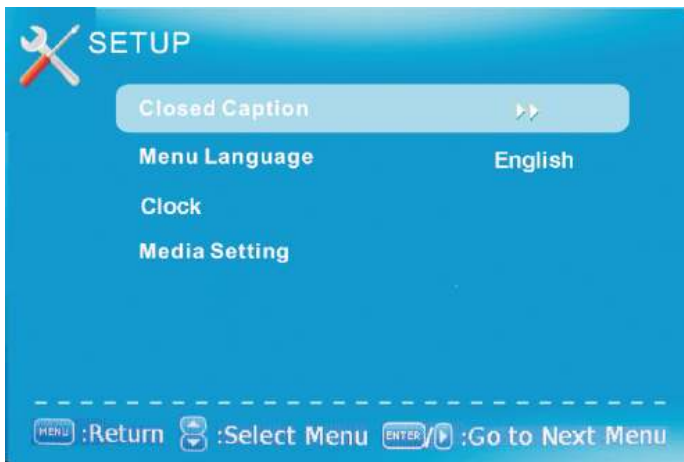 SETUP
Closed Caption
Menu Language English
Clock
Media Setting
MENU :Return :Select Menu ENTER/ :Go to Next Menu